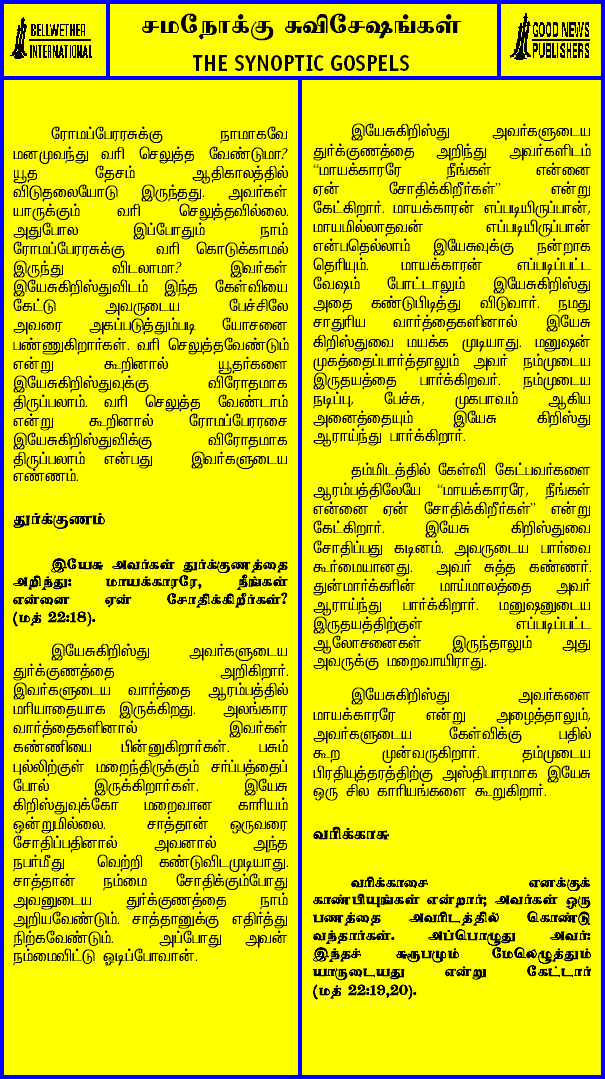 BELLWETHER
INTERNATIONAL
சமநோக்கு சுவிசேஷங்கள்
THE SYNOPTIC GOSPELS
GOOD NEWS
PUBLISHERS
ரோமப்பேரரசுக்கு நாமாகவே
மனமுவந்து வரி செலுத்த வேண்டுமா?
யூத தேசம் ஆதிகாலத்தில்
விடுதலையோடு இருந்தது. அவர்கள்
யாருக்கும் வரி செலுத்தவில்லை.
அதுபோல இப்போதும் நாம்
ரோமப்பேரரசுக்கு வரி கொடுக்காமல்
இருந்து விடலாமா? இவர்கள்
இயேசுகிறிஸ்துவிடம் இந்த கேள்வியை
கேட்டு அவருடைய பேச்சிலே
அவரை அகப்படுத்தும்படி யோசனை
பண்ணுகிறார்கள். வரி செலுத்தவேண்டும்
என்று கூறினால் யூதர்களை
இயேசுகிறிஸ்துவுக்கு விரோதமாக
திருப்பலாம். வரி செலுத்த வேண்டாம்
என்று கூறினால் ரோமப்பேரரசை
இயேசுகிறிஸ்துவிக்கு விரோதமாக
திருப்பலாம் என்பது இவர்களுடைய
எண்ணம்.
துர்க்குணம்
இயேசு அவர்கள் துர்க்குணத்தை
அறிந்து: மாயக்காரரே, நீங்கள்
என்னை ஏன் சோதிக்கிறீர்கள்?
(மத் 22:18).
இயேசுகிறிஸ்து அவர்களுடைய
துர்க்குணத்தை அறிகிறார்.
இவர்களுடைய வார்த்தை ஆரம்பத்தில்
மரியாதையாக இருக்கிறது. அலங்கார
வார்த்தைகளினால் இவர்கள்
கண்ணியை பின்னுகிறார்கள். பசும்
புல்லிற்குள் மறைந்திருக்கும் சர்ப்பத்தைப்
போல் இருக்கிறார்கள். இயேசு
கிறிஸ்துவுக்கோ மறைவான காரியம்
ஒன்றுமில்லை. சாத்தான் ஒருவரை
சோதிப்பதினால் அவனால் அந்த
நபர்மீது வெற்றி கண்டுவிடமுடியாது.
சாத்தான் நம்மை சோதிக்கும்போது
அவனுடைய துர்க்குணத்தை நாம்
அறியவேண்டும். சாத்தானுக்கு எதிர்த்து
நிற்கவேண்டும். அப்போது அவன்
நம்மைவிட்டு ஓடிப்போவான்.
இயேசுகிறிஸ்து அவர்களுடைய
துர்க்குணத்தை அறிந்து அவர்களிடம்
“மாயக்காரரே நீங்கள் என்னை
ஏன் சோதிக்கிறீர்கள்” என்று
கேட்கிறார். மாயக்காரன் எப்படியிருப்பான்,
மாயமில்லாதவன் எப்படியிருப்பான்
என்பதெல்லாம் இயேசுவுக்கு நன்றாக
தெரியும். மாயக்காரன் எப்படிப்பட்ட
வேஷம் போட்டாலும் இயேசுகிறிஸ்து
அதை கண்டுபிடித்து விடுவார். நமது
சாதுரிய வார்த்தைகளினால் இயேசு
கிறிஸ்துவை மயக்க முடியாது. மனுஷன்
முகத்தைப்பார்த்தாலும் அவர் நம்முடைய
இருதயத்தை பார்க்கிறவர். நம்முடைய
நடிப்பு, பேச்சு, முகபாவம் ஆகிய
அனைத்தையும் இயேசு கிறிஸ்து
ஆராய்ந்து பார்க்கிறார்.
தம்மிடத்தில் கேள்வி கேட்பவர்களை
ஆரம்பத்திலேயே “மாயக்காரரே, நீங்கள்
என்னை ஏன் சோதிக்கிறீர்கள்” என்று
கேட்கிறார். இயேசு கிறிஸ்துவை
சோதிப்பது கடினம். அவருடைய பார்வை
கூர்மையானது. அவர் சுத்த கண்ணர்.
துன்மார்க்கரின் மாய்மாலத்தை அவர்
ஆராய்ந்து பார்க்கிறார். மனுஷனுடைய
இருதயத்திற்குள் எப்படிப்பட்ட
ஆலோசனைகள் இருந்தாலும் அது
அவருக்கு மறைவாயிராது.
இயேசுகிறிஸ்து அவர்களை
மாயக்காரரே என்று அழைத்தாலும்,
அவர்களுடைய கேள்விக்கு பதில்
கூற முன்வருகிறார். தம்முடைய
பிரதியுத்தரத்திற்கு அஸ்திபாரமாக இயேசு
ஒரு சில காரியங்களை கூறுகிறார்.
வரிக்காசு
வரிக்காசை எனக்குக்
காண்பியுங்கள் என்றார்; அவர்கள் ஒரு
பணத்தை அவரிடத்தில் கொண்டு
வந்தார்கள். அப்பொழுது அவர்:
இந்தச் சுரூபமும் மேலெழுத்தும்
யாருடையது என்று கேட்டார்
(மத் 22:19,20).